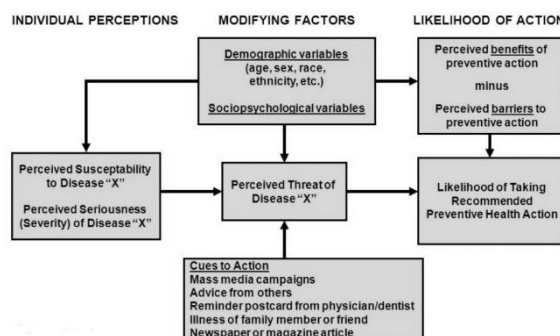 INDIVIDUAL PERCEPTIONS
MODIFYING FACTORS
LIKELIHOOD OF ACTION
Demographic variables
(age, sex, race,
ethnicity, etc.)
Sociopsychological variables
Perceived benefits of
preventive action
minus
Perceived barriers to
preventive action
Perceived Susceptability
to Disease “X”
Perceived Seriousness
(Severity) of Disease “X”
Perceived Threat of
Disease “X”
Likelihood of Taking
Recommended
Preventive Health Action
Cues to Action
Mass media campaigns
Advice from others
Reminder postcard from physician/dentist
Illness of family member or friend
Newspaper or magazine article